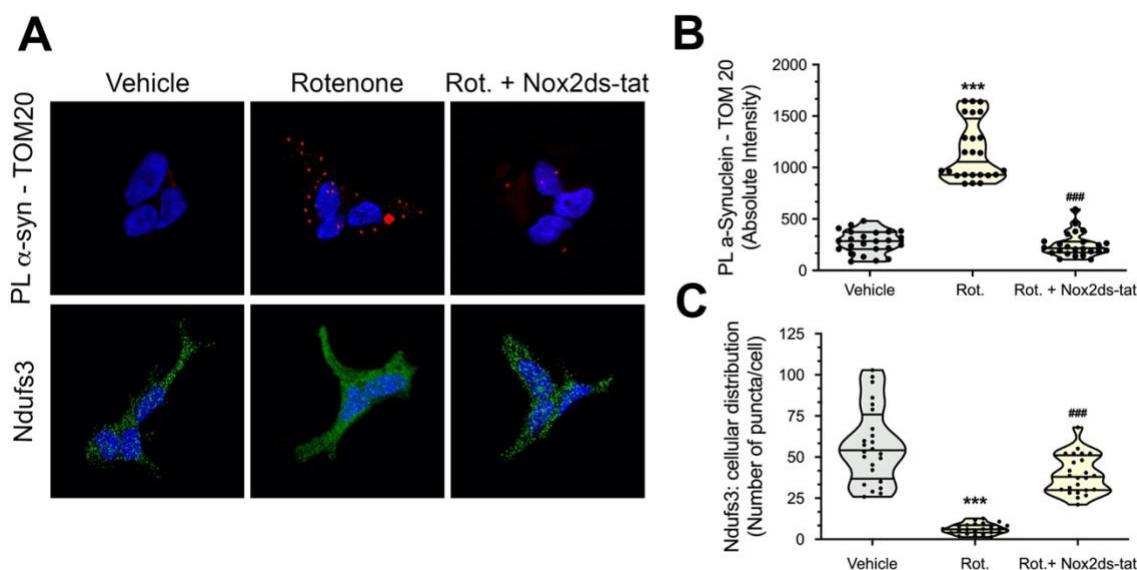 A
Vehicle
Rotenone
Rot. + Nox2ds-tat
PL α-syn - TOM20
Ndufs3
B
PL a-Synuclein - TOM 20
(Absolute Intensity)
2000
1500
1000
500
0
***
###
Vehicle
Rot.
Rot. + Nox2ds-tat
C
Ndufs3: cellular distribution
(Number of puncta/cell)
125
100
75
50
25
0
***
###
Vehicle
Rot.
Rot.+ Nox2ds-tat